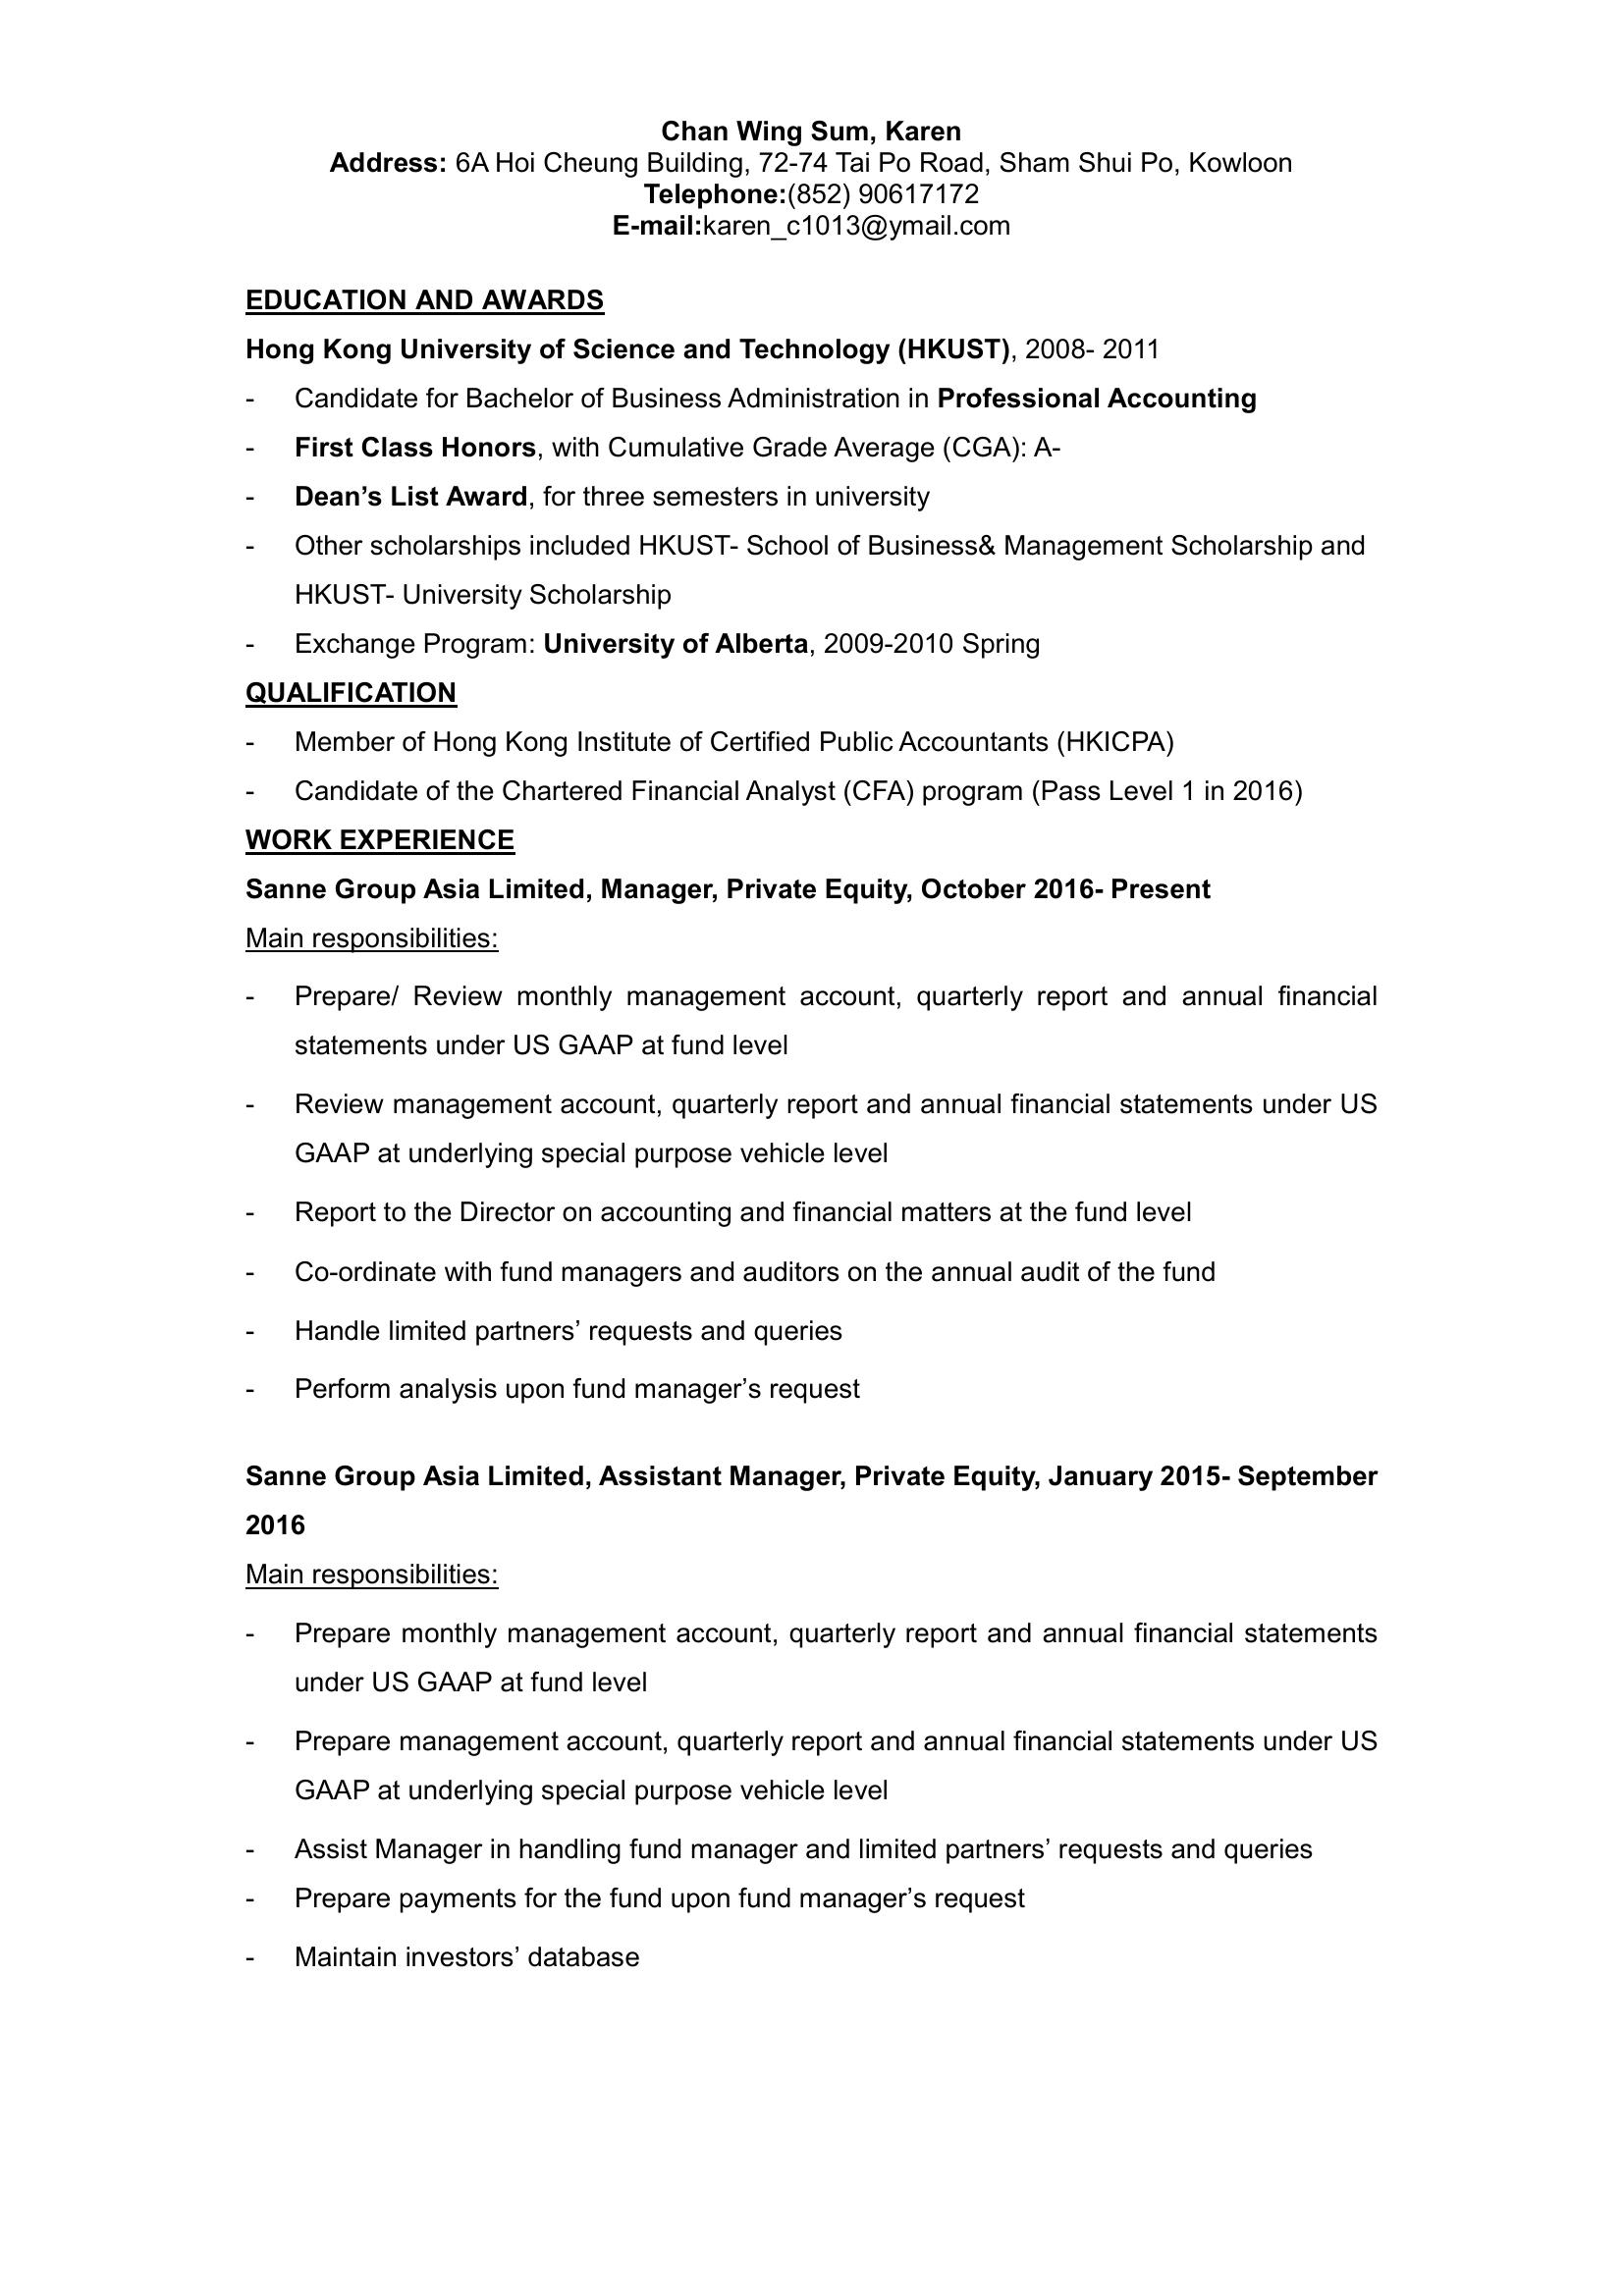 Chan Wing Sum, Karen
Address: 6A Hoi Cheung Building, 72-74 Tai Po Road, Sham Shui Po, Kowloon
Telephone:(852) 90617172
E-mail:karen_c1013@ymail.com
EDUCATION AND AWARDS
Hong Kong University of Science and Technology (HKUST), 2008- 2011
- Candidate for Bachelor of Business Administration in Professional Accounting
- First Class Honors, with Cumulative Grade Average (CGA): A-
- Dean’s List Award, for three semesters in university
- Other scholarships included HKUST- School of Business& Management Scholarship and
HKUST- University Scholarship
- Exchange Program: University of Alberta, 2009-2010 Spring
QUALIFICATION
- Member of Hong Kong Institute of Certified Public Accountants (HKICPA)
- Candidate of the Chartered Financial Analyst (CFA) program (Pass Level 1 in 2016)
WORK EXPERIENCE
Sanne Group Asia Limited, Manager, Private Equity, October 2016- Present
Main responsibilities:
- Prepare/ Review monthly management account, quarterly report and annual financial
statements under US GAAP at fund level
- Review management account, quarterly report and annual financial statements under US
GAAP at underlying special purpose vehicle level
- Report to the Director on accounting and financial matters at the fund level
- Co-ordinate with fund managers and auditors on the annual audit of the fund
- Handle limited partners’ requests and queries
- Perform analysis upon fund manager’s request
Sanne Group Asia Limited, Assistant Manager, Private Equity, January 2015- September
2016
Main responsibilities:
- Prepare monthly management account, quarterly report and annual financial statements
under US GAAP at fund level
- Prepare management account, quarterly report and annual financial statements under US
GAAP at underlying special purpose vehicle level
- Assist Manager in handling fund manager and limited partners’ requests and queries
- Prepare payments for the fund upon fund manager’s request
- Maintain investors’ database